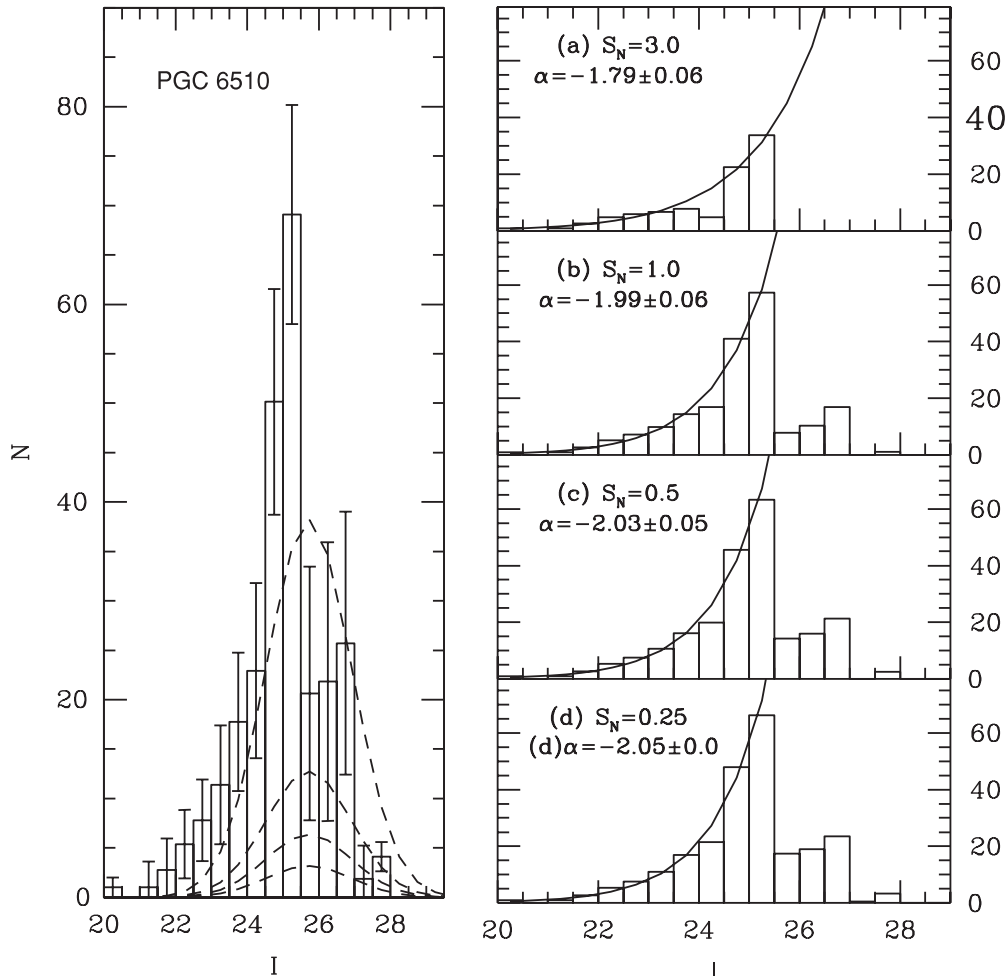 PGC 6510
80
60
40
20
0
N
20 22 24 26 28
I
(a) S_N=3.0
α=−1.79±0.06
60
40
20
0
(b) S_N=1.0
α=−1.99±0.06
60
40
20
0
(c) S_N=0.5
α=−2.03±0.05
60
40
20
0
(d) S_N=0.25
(d)α=−2.05±0.0
60
40
20
0
20 22 24 26 28
I